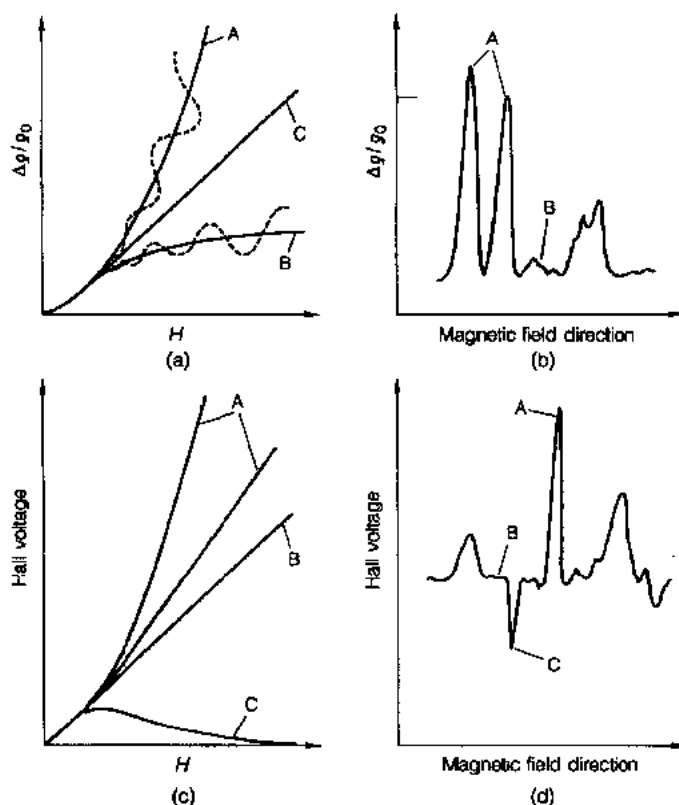 A
C
B
Δϱ/ϱ0
H
(a)
A
B
Δϱ/ϱ0
Magnetic field direction
(b)
A
B
C
Hall voltage
H
(c)
A
B
C
Hall voltage
Magnetic field direction
(d)